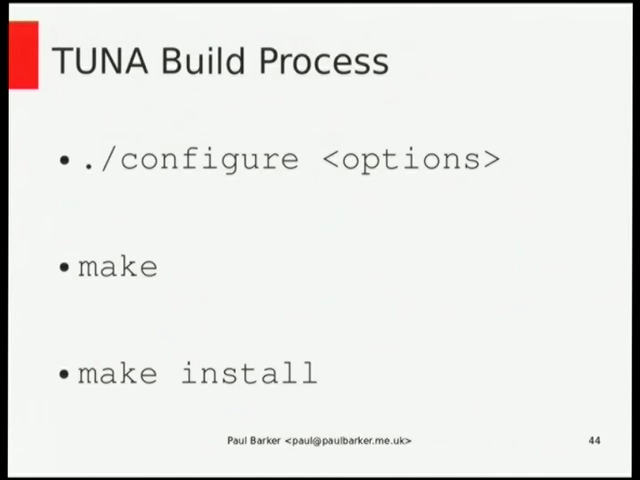 TUNA Build Process
• ./configure <options>
• make
• make install
Paul Barker <paul@paulbarker.me.uk>
44